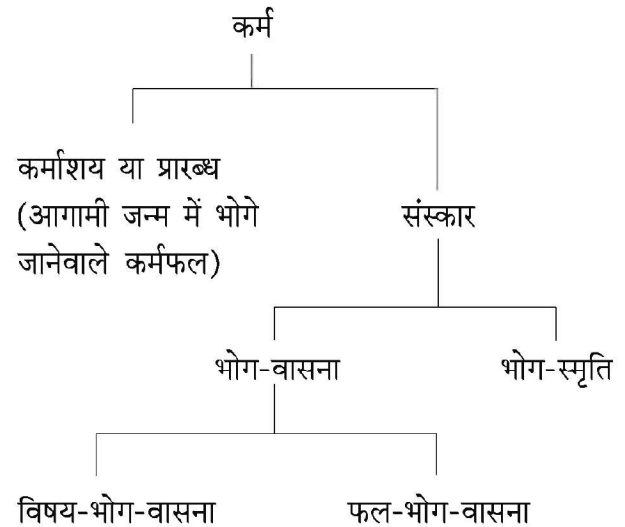 कर्म
कर्माशय या प्रारब्ध
(आगामी जन्म में भोगे
जानेवाले कर्मफल)
संस्कार
भोग-वासना
भोग-स्मृति
विषय-भोग-वासना
फल-भोग-वासना